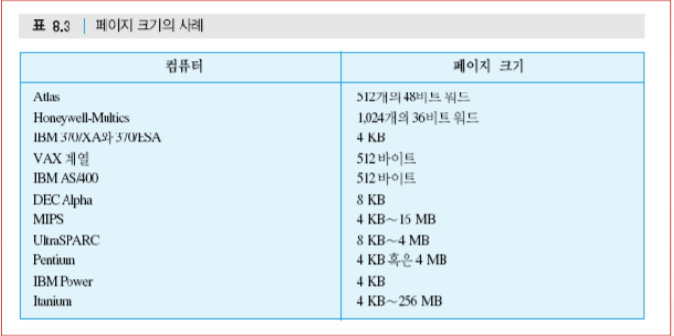 표 8.3 | 페이지 크기의 사례
컴퓨터 페이지 크기
Atlas 512개의 48비트 워드
Honeywell-Multics 1,024개의 36비트 워드
IBM 370/XA와 370/ESA 4 KB
VAX 계열 512 바이트
IBM AS/400 512 바이트
DEC Alpha 8 KB
MIPS 4 KB～16 MB
UltraSPARC 8 KB～4 MB
Pentium 4 KB 혹은 4 MB
IBM Power 4 KB
Itanium 4 KB～256 MB